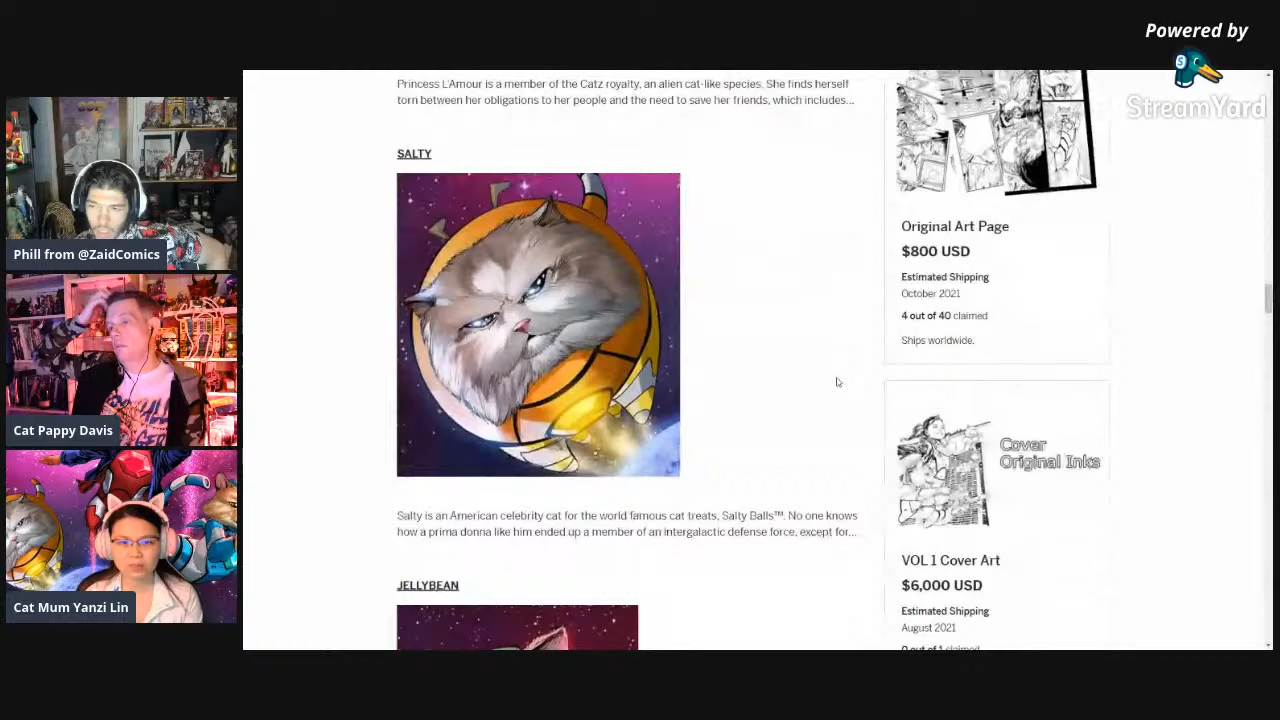 Powered by
StreamYard
Phill from @ZaidComics
Cat Pappy Davis
Cat Mum Yanzi Lin
Princess L'Amour is a member of the Catz royalty, an alien cat-like species. She finds herself
torn between her obligations to her people and the need to save her friends, which includes...
SALTY
Salty is an American celebrity cat for the world famous cat treats, Salty Balls™. No one knows
how a prima donna like him ended up a member of an intergalactic defense force, except for...
JELLYBEAN
Original Art Page
$800 USD
Estimated Shipping
October 2021
4 out of 40 claimed
Ships worldwide.
Cover
Original Inks
VOL 1 Cover Art
$6,000 USD
Estimated Shipping
August 2021
0 out of 1 claimed